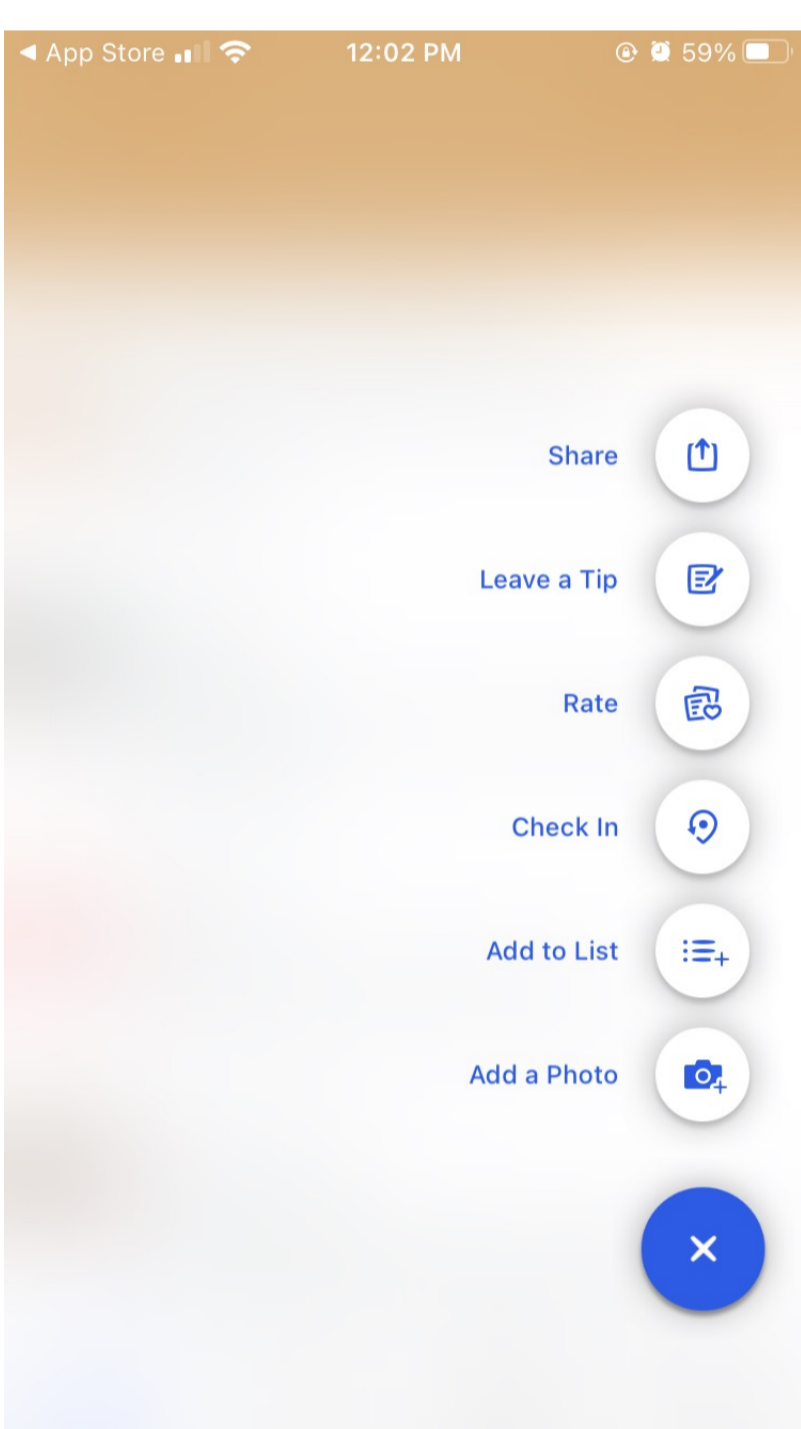 App Store 12:02 PM 59%
Share
Leave a Tip
Rate
Check In
Add to List
Add a Photo